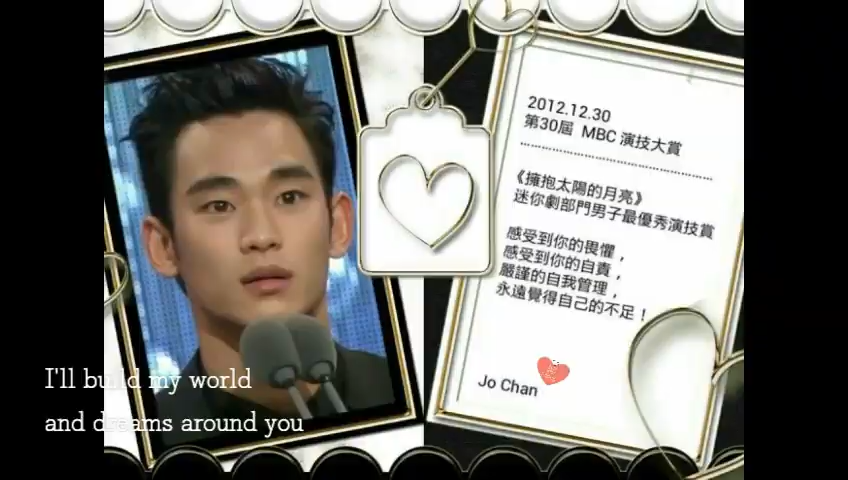 2012.12.30
第30屆 MBC 演技大賞
《擁抱太陽的月亮》
迷你劇部門男子最優秀演技賞
感受到你的畏懼，
感受到你的自責，
嚴謹的自我管理，
永遠覺得自己的不足！
Jo Chan
I'll build my world
and dreams around you